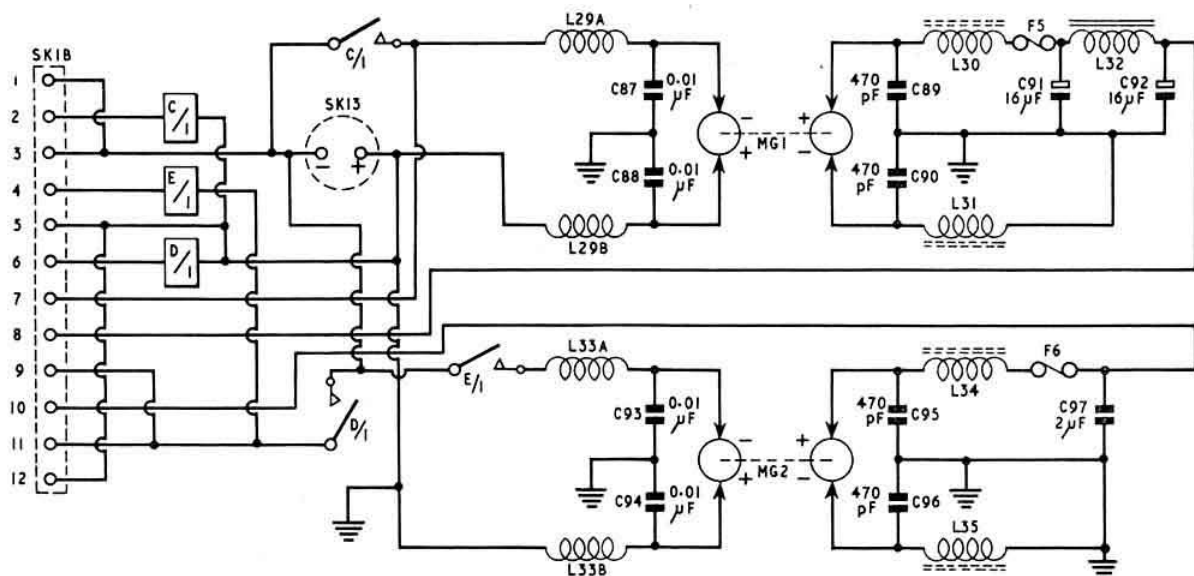 SK1B
1
2
3
4
5
6
7
8
9
10
11
12
C/1
E/1
D/1
C/1
SK13
- +
D/1
E/1
L29A
L29B
C87
0.01 µF
C88
0.01 µF
-
+
MG1
+
-
470 pF
C89
470 pF
C90
L30
F5
L32
C91
16µF
C92
16µF
L31
L33A
L33B
C93
0.01 µF
C94
0.01 µF
-
+
MG2
+
-
470 pF
C95
470 pF
C96
L34
F6
C97
2µF
L35